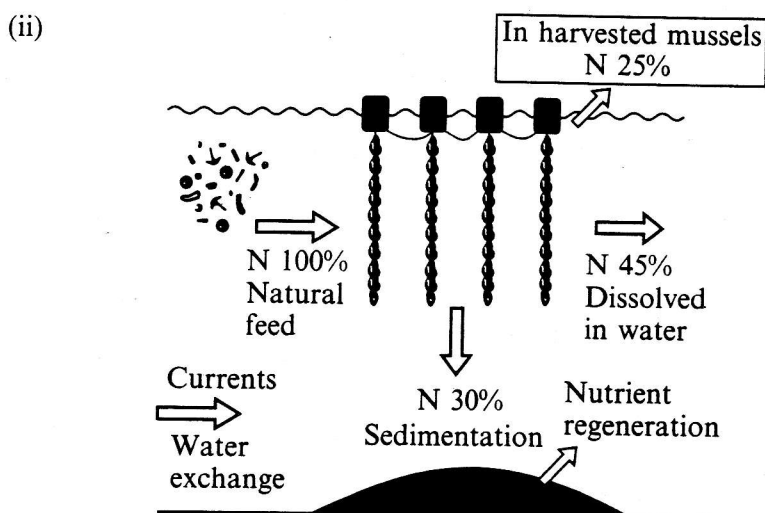 (ii)
In harvested mussels
N 25%
N 100%
Natural
feed
N 45%
Dissolved
in water
Currents
Water
exchange
N 30%
Sedimentation
Nutrient
regeneration